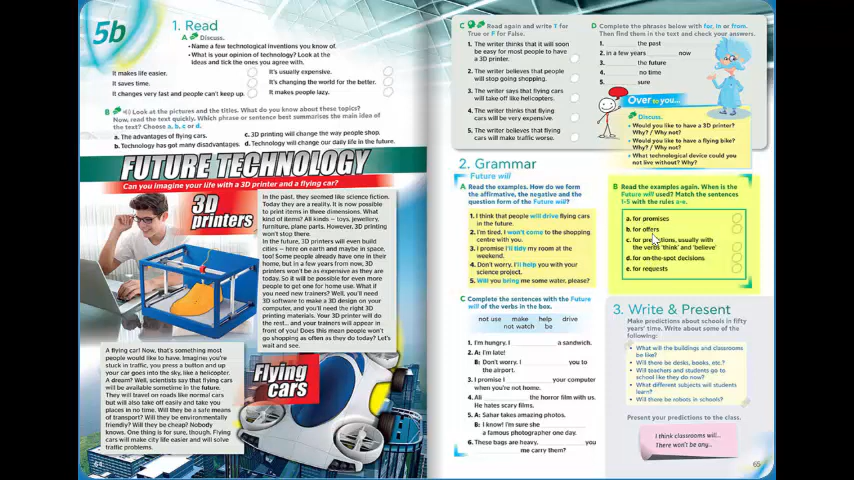 5b
1. Read
A Discuss.
• Name a few technological inventions you know of.
• What is your opinion of technology? Look at the
ideas and tick the ones you agree with.
It makes life easier.
It's usually expensive.
It saves time.
It's changing the world for the better.
It changes very fast and people can't keep up.
It makes people lazy.
B Look at the pictures and the titles. What do you know about these topics?
Now, read the text quickly. Which phrase or sentence best summarises the main idea of
the text? Choose a, b, c or d.
a. The advantages of flying cars.
c. 3D printing will change the way people shop.
b. Technology has got many disadvantages.
d. Technology will change our daily life in the future.
FUTURE TECHNOLOGY
Can you imagine your life with a 3D printer and a flying car?
3D
printers
In the past, they seemed like science fiction.
Today they are a reality. It is now possible
to print items in three dimensions. What
kind of items? All kinds – toys, jewellery,
furniture, plane parts. However, 3D printing
won't stop there.
In the future, 3D printers will even build
cities – here on earth and maybe in space,
too! Some people already have one in their
home, but in a few years from now, 3D
printers won't be as expensive as they are
today. So it will be possible for even more
people to get one for home use. What if
you need new trainers? Well, you'll need
3D software to make a 3D design on your
computer, and you'll need the right 3D
printing materials. Your 3D printer will do
the rest... and your trainers will appear in
front of you! Does this mean people won't
go shopping as often as they do today? Let's
wait and see.
A flying car! Now, that's something most
people would like to have. Imagine you're
stuck in traffic, you press a button and up
your car goes into the sky, like a helicopter.
A dream? Well, scientists say that flying cars
will be available sometime in the future.
They will travel on roads like normal cars
but will also take off easily and take you
places in no time. Will they be a safe means
of transport? Will they be environmentally
friendly? Will they be cheap? Nobody
knows. One thing is for sure, though. Flying
cars will make city life easier and will solve
traffic problems.
Flying
cars
64
C Read again and write T for
True or F for False.
1. The writer thinks that it will soon
be easy for most people to have
a 3D printer.
2. The writer believes that people
will stop going shopping.
3. The writer says that flying cars
will take off like helicopters.
4. The writer thinks that flying
cars will be very expensive.
5. The writer believes that flying
cars will make traffic worse.
D Complete the phrases below with for, in or from.
Then find them in the text and check your answers.
1. the past
2. in a few years now
3. the future
4. no time
5. sure
Over to you...
Discuss.
• Would you like to have a 3D printer?
Why? / Why not?
• Would you like to have a flying bike?
Why? / Why not?
• What technological device could you
not live without? Why?
2. Grammar
Future will
A Read the examples. How do we form
the affirmative, the negative and the
question form of the Future will?
1. I think that people will drive flying cars
in the future.
2. I'm tired. I won't come to the shopping
centre with you.
3. I promise I'll tidy my room at the
weekend.
4. Don't worry. I'll help you with your
science project.
5. Will you bring me some water, please?
B Read the examples again. When is the
Future will used? Match the sentences
1-5 with the rules a-e.
a. for promises
b. for offers
c. for predictions, usually with
the verbs 'think' and 'believe'
d. for on-the-spot decisions
e. for requests
C Complete the sentences with the Future
will of the verbs in the box.
not use make help drive
not watch be
1. I'm hungry. I a sandwich.
2. A: I'm late!
B: Don't worry. I you to
the airport.
3. I promise I your computer
when you're not home.
4. Ali the horror film with us.
He hates scary films.
5. A: Sahar takes amazing photos.
B: I know! I'm sure she
a famous photographer one day.
6. These bags are heavy. you
me carry them?
3. Write & Present
Make predictions about schools in fifty
years' time. Write about some of the
following:
• What will the buildings and classrooms
be like?
• Will there be desks, books, etc.?
• Will teachers and students go to
school like they do now?
• What different subjects will students
learn?
• Will there be robots in schools?
Present your predictions to the class.
I think classrooms will...
There won't be any...
65